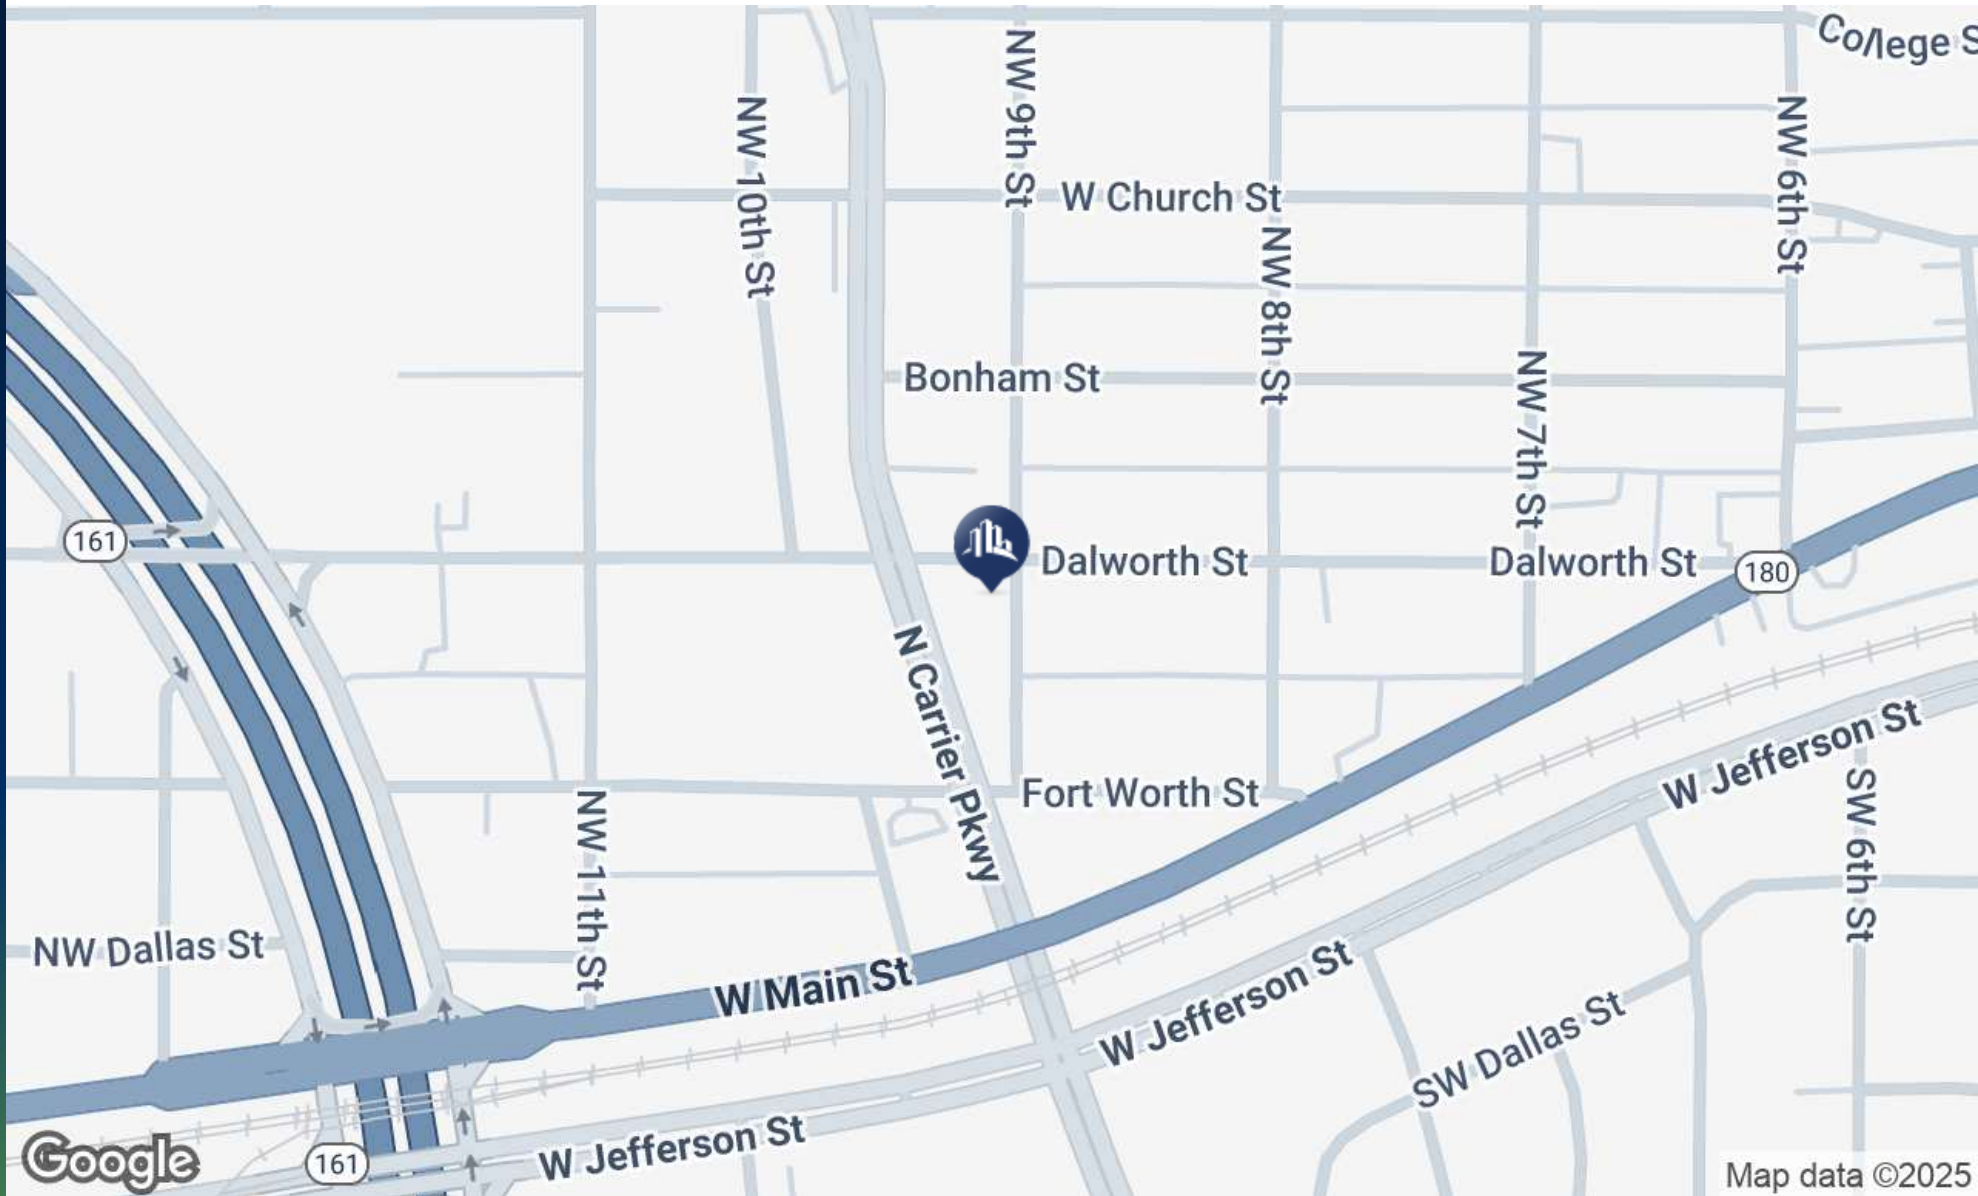 College S
NW 9th St
NW 10th St
NW 6th St
W Church St
NW 8th St
Bonham St
NW 7th St
161
Dalworth St
Dalworth St
180
N Carrier Pkwy
W Jefferson St
Fort Worth St
SW 6th St
NW 11th St
NW Dallas St
W Main St
W Jefferson St
SW Dallas St
W Jefferson St
161
Google
Map data ©2025